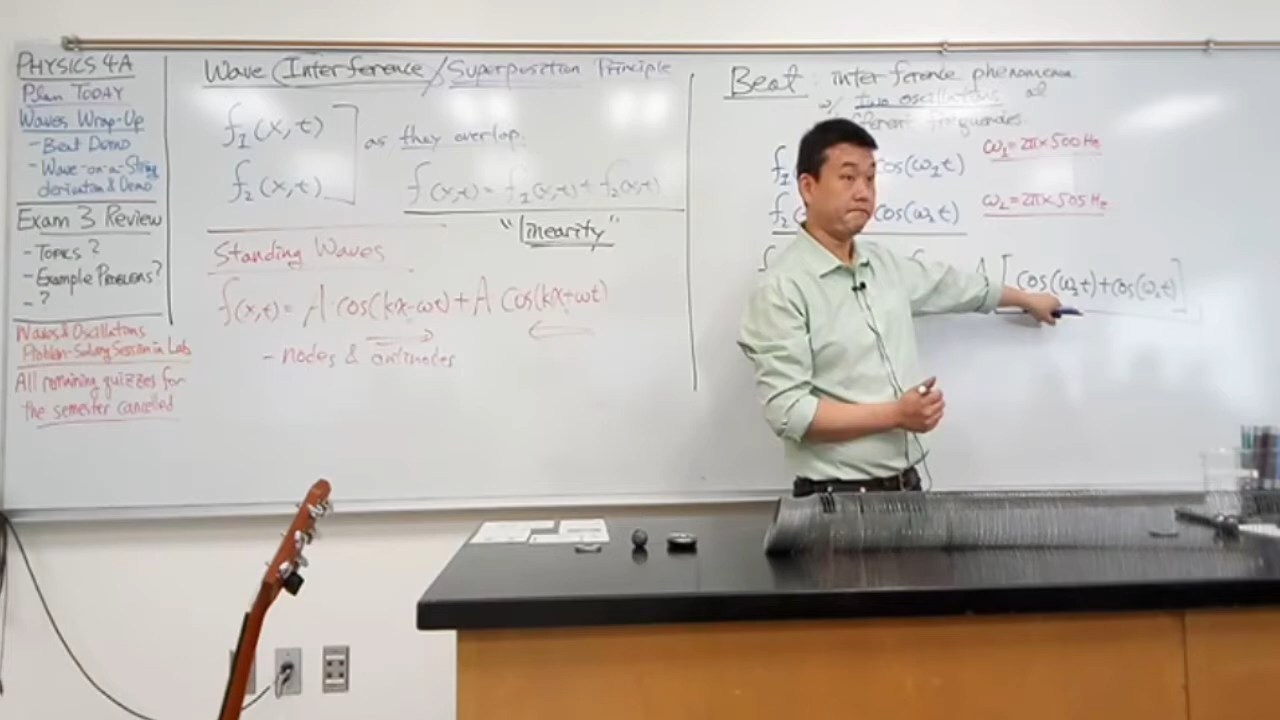 PHYSICS 4A
Plan TODAY
Waves Wrap-Up
- Beat Demo
- Wave-on-a-String
derivation & Demo
Exam 3 Review
- TOPICS?
- Example PROBLEMS?
- ?
Waves & Oscillations
Problem-Solving Session in Lab
All remaining quizzes for
the semester cancelled
Wave Interference/Superposition Principle
f₁(x,t)
f₂(x,t)
as they overlap.
f(x,t) = f₁(x,t) + f₂(x,t)
"Linearity"
Standing Waves
f(x,t) = A cos(kx-ωt) + A cos(kx+ωt)
- nodes & antinodes
Beat: interference phenomenon
w/ two oscillations at
frequencies.
cos(ω₁t)
ω₁ = 2π×500 Hz
cos(ω₂t)
ω₂ = 2π×505 Hz
A [cos(ω₁t) + cos(ω₂t)]